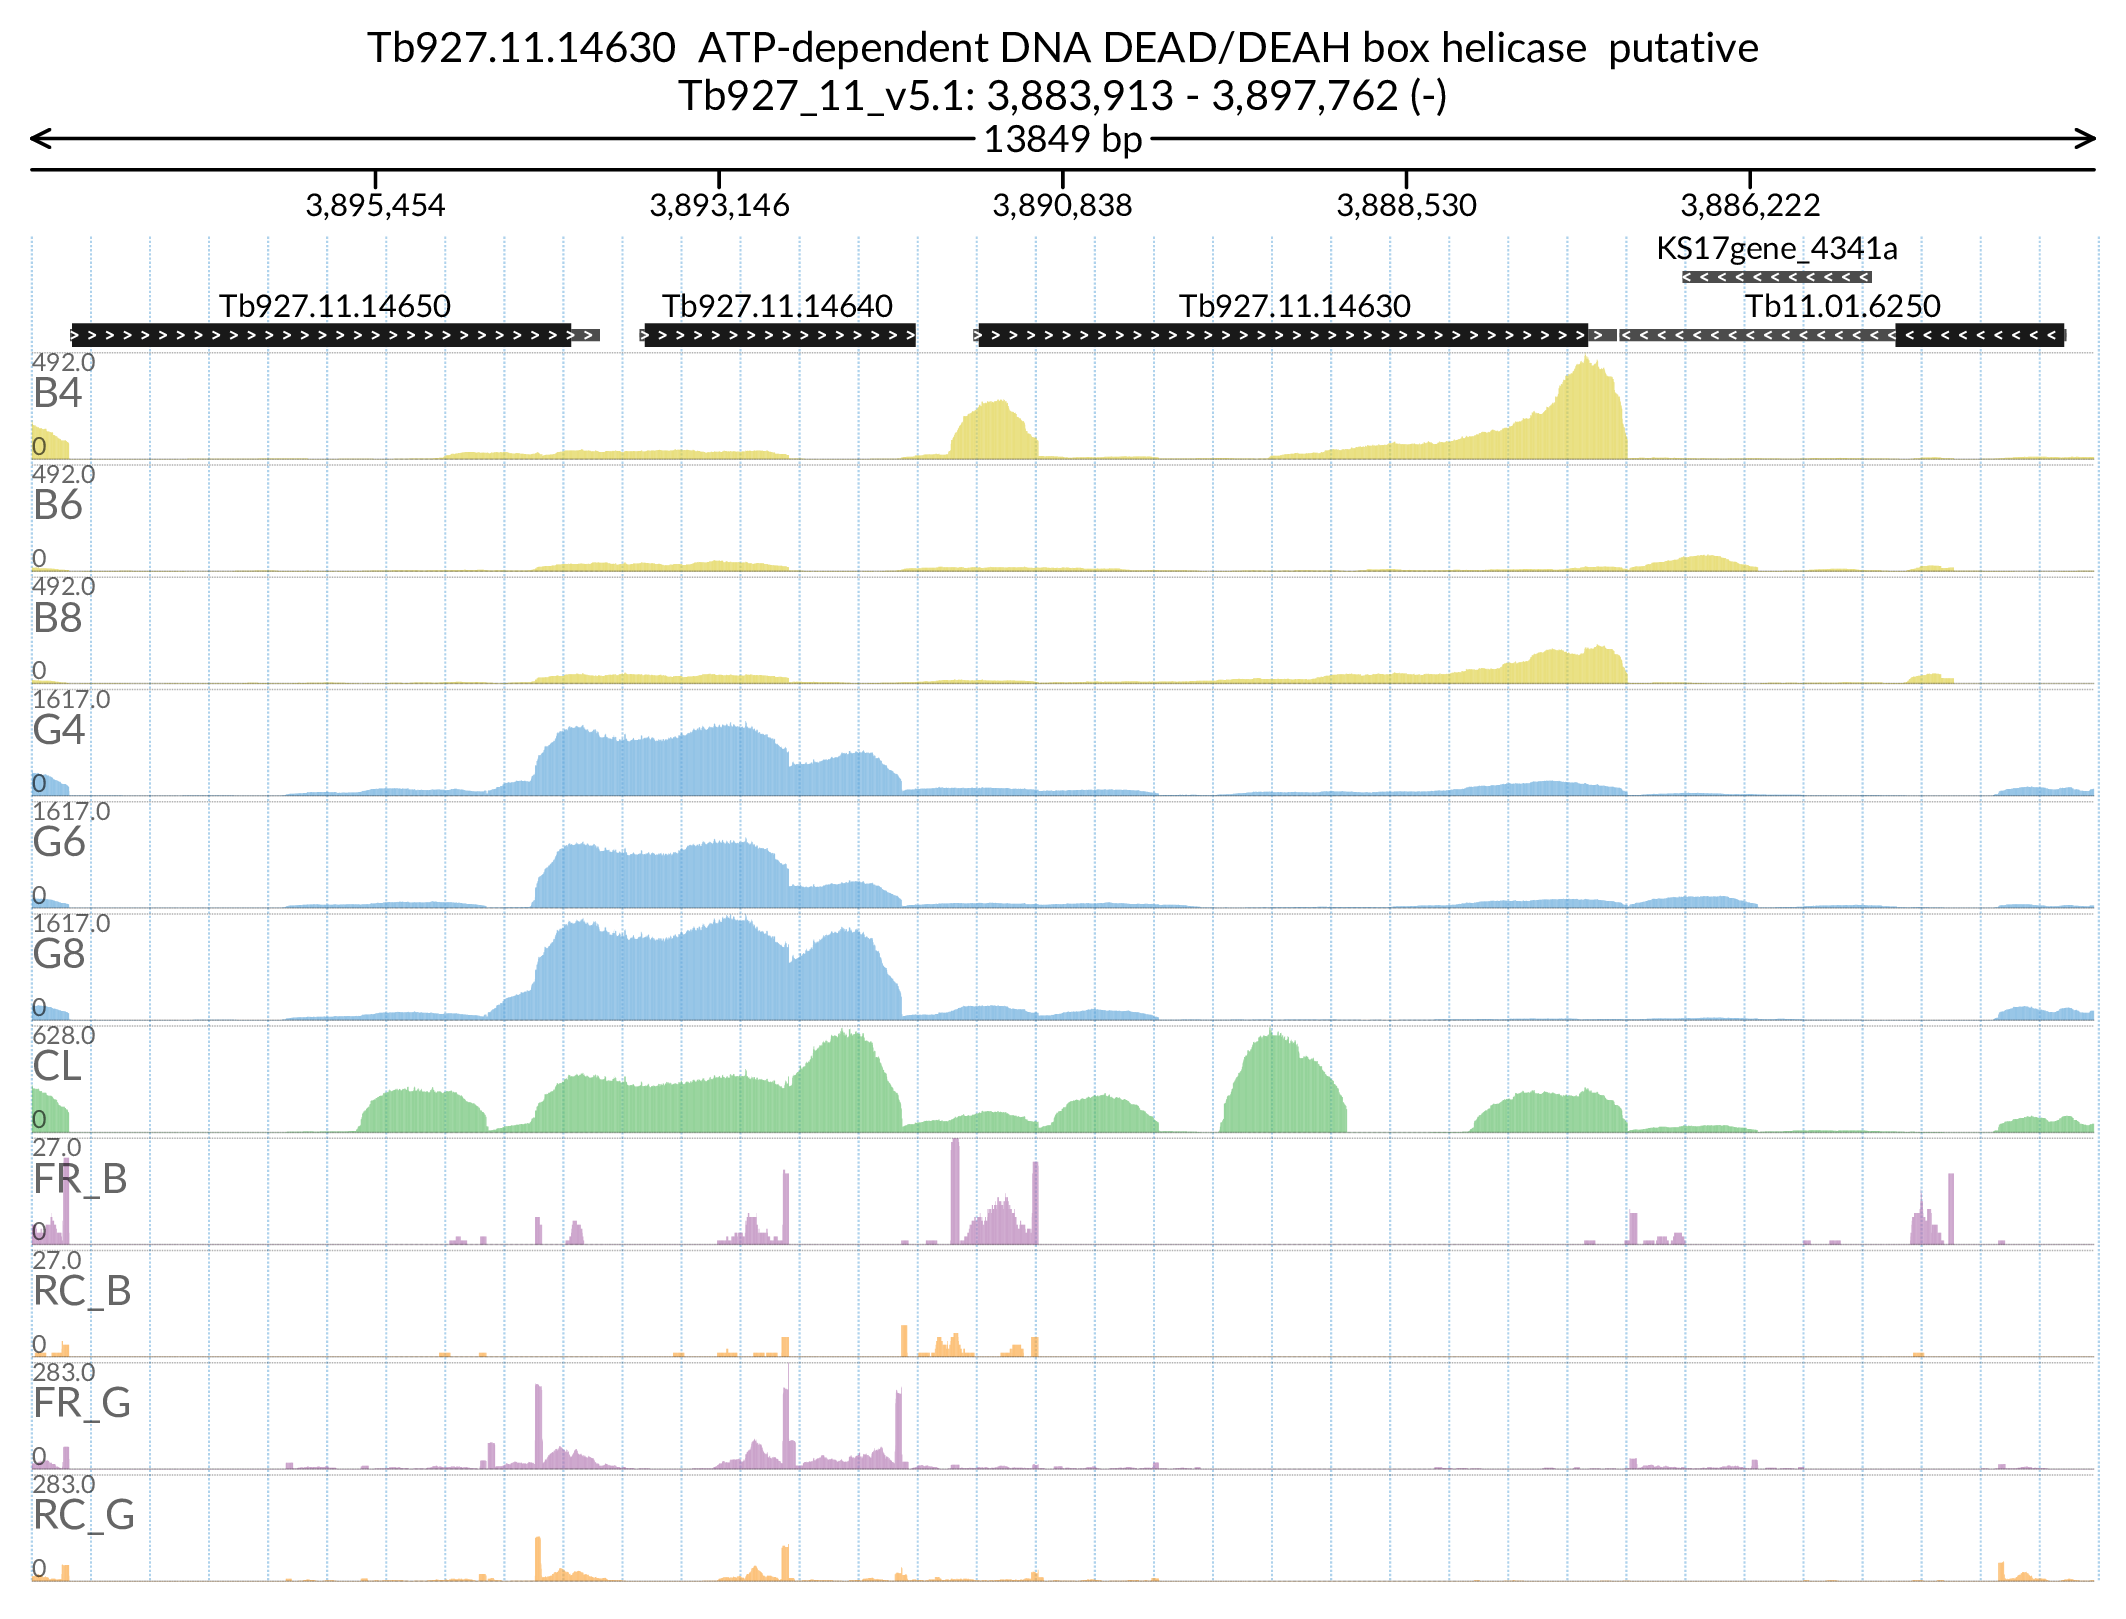 Tb927.11.14630 ATP-dependent DNA DEAD/DEAH box helicase putative
Tb927_11_v5.1: 3,883,913 - 3,897,762 (-)
13849 bp
3,895,454 3,893,146 3,890,838 3,888,530 3,886,222
KS17gene_4341a
Tb927.11.14650 Tb927.11.14640 Tb927.11.14630 Tb11.01.6250
492.0
B4
0
492.0
B6
0
492.0
B8
0
1617.0
G4
0
1617.0
G6
0
1617.0
G8
0
628.0
CL
0
27.0
FR_B
0
27.0
RC_B
0
283.0
FR_G
0
283.0
RC_G
0